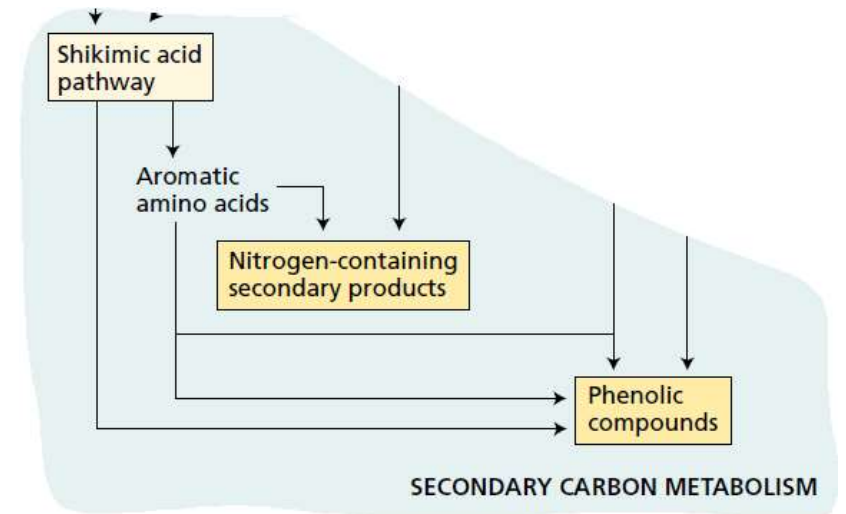 Shikimic acid
pathway
Aromatic
amino acids
Nitrogen-containing
secondary products
Phenolic
compounds
SECONDARY CARBON METABOLISM